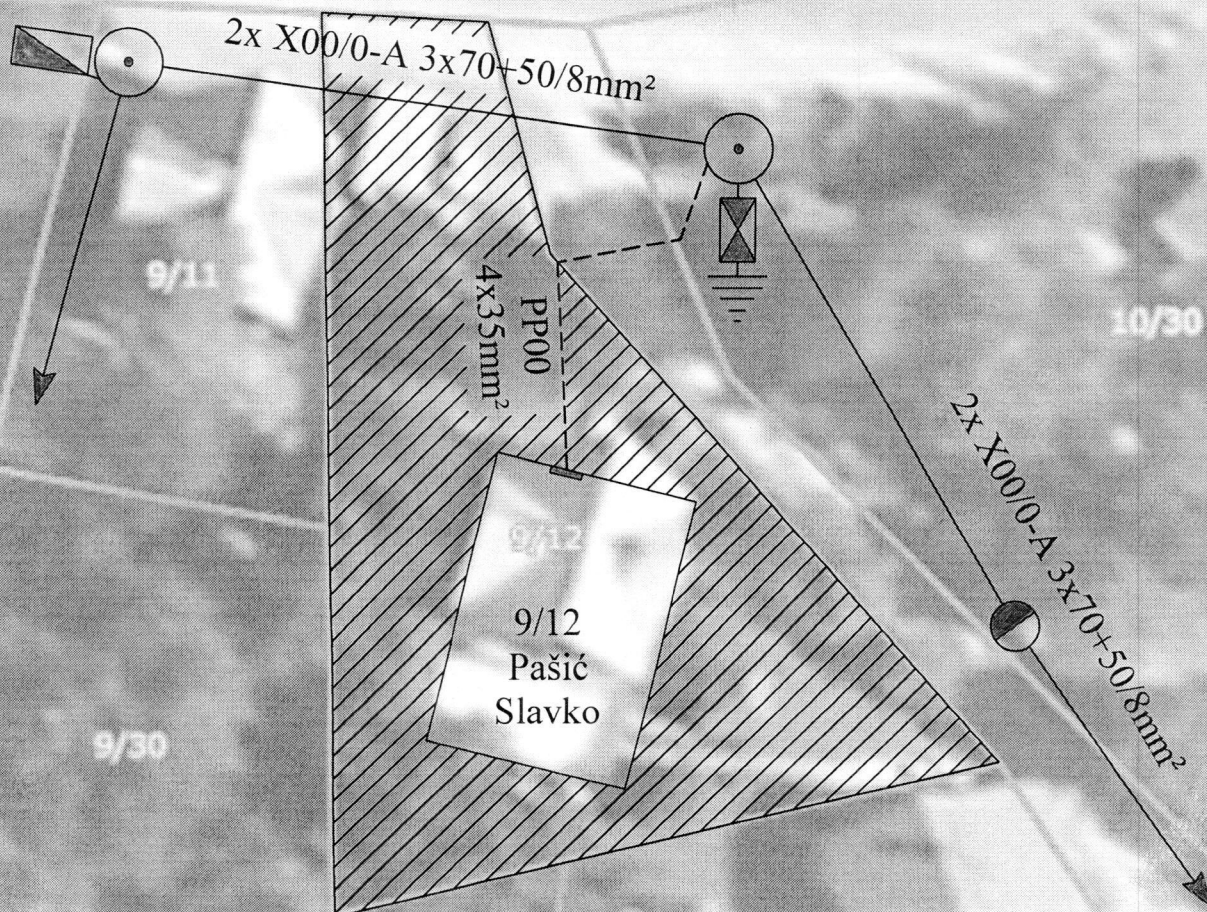 2x X00/0-A 3x70+50/8mm²
9/11
PP00
4x35mm²
10/30
2x X00/0-A 3x70+50/8mm²
9/12
9/12
Pašić
Slavko
9/30